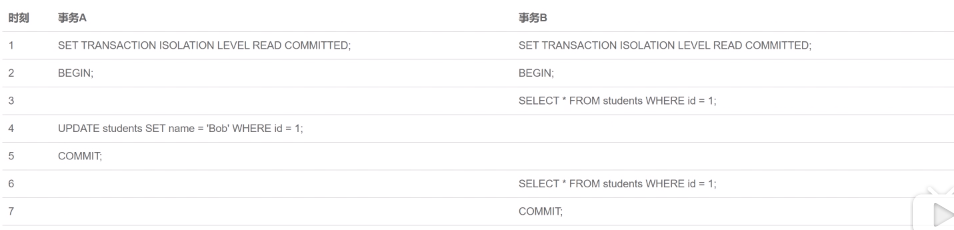 时刻 事务A 事务B
1 SET TRANSACTION ISOLATION LEVEL READ COMMITTED; SET TRANSACTION ISOLATION LEVEL READ COMMITTED;
2 BEGIN; BEGIN;
3 SELECT * FROM students WHERE id = 1;
4 UPDATE students SET name = 'Bob' WHERE id = 1;
5 COMMIT;
6 SELECT * FROM students WHERE id = 1;
7 COMMIT;